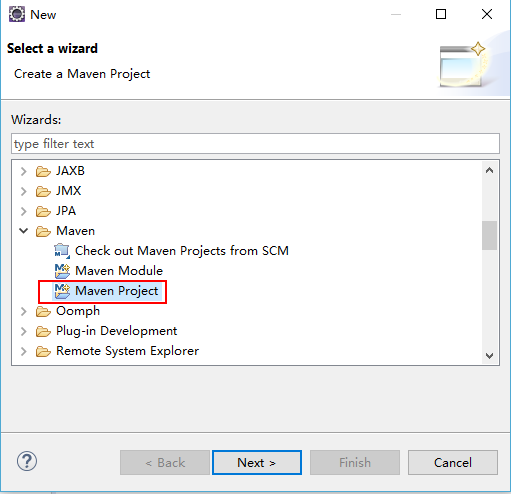 New
Select a wizard
Create a Maven Project
Wizards:
type filter text
JAXB
JMX
JPA
Maven
Check out Maven Projects from SCM
Maven Module
Maven Project
Oomph
Plug-in Development
Remote System Explorer
? < Back Next > Finish Cancel